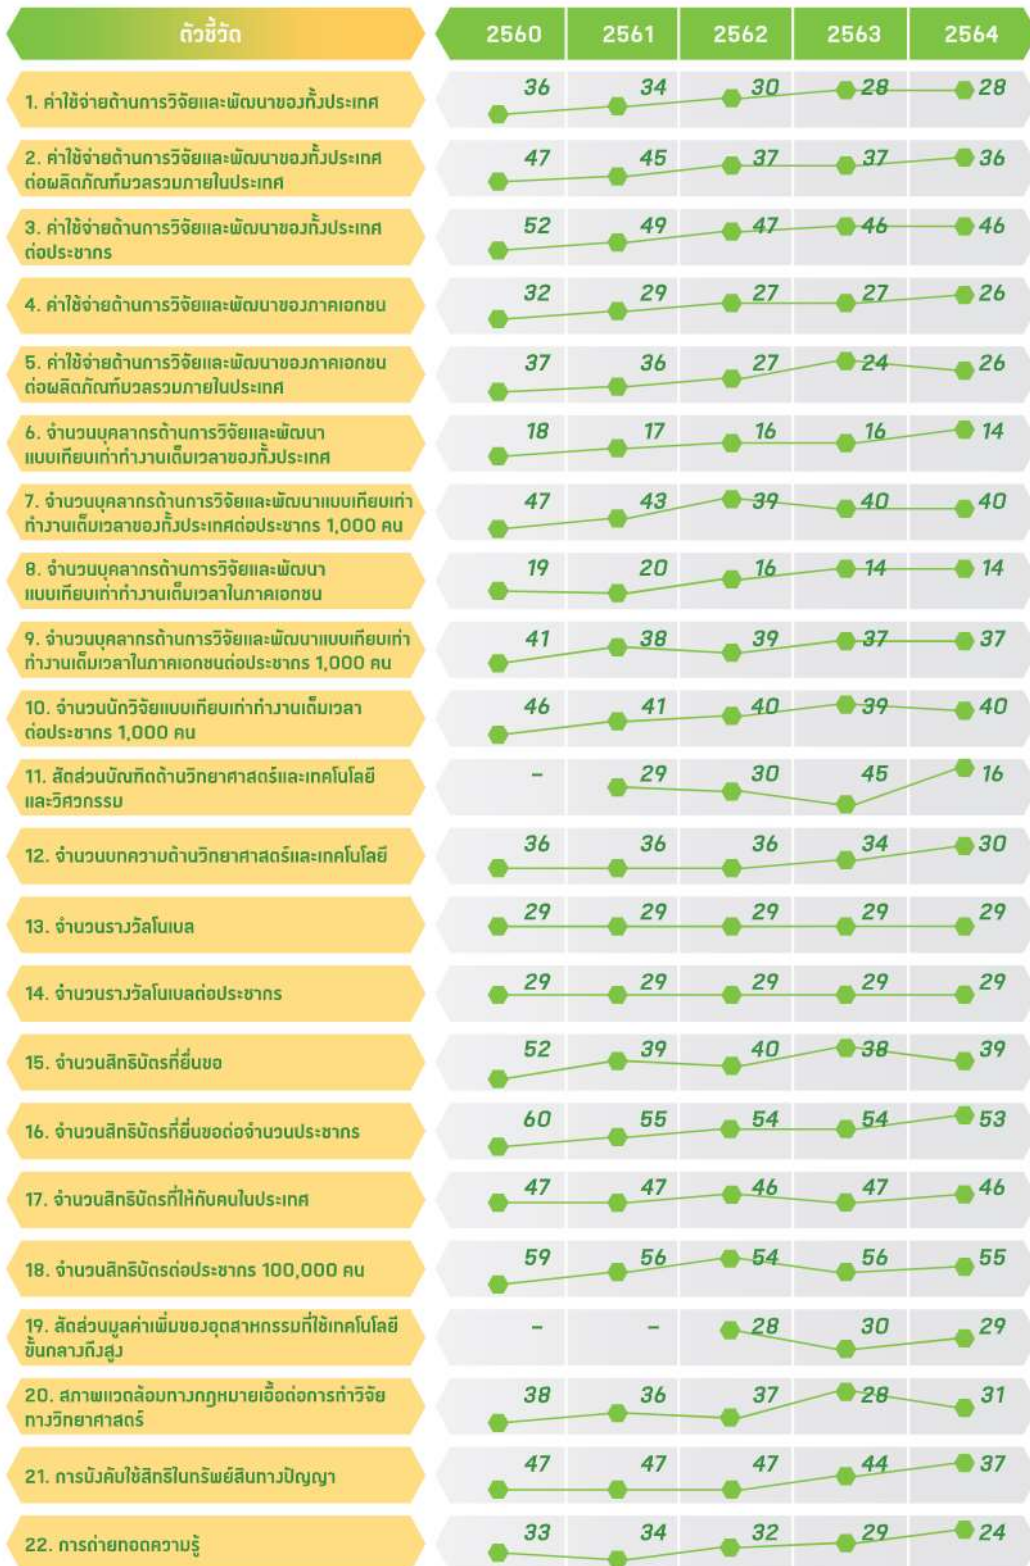 ตัวชี้วัด 2560 2561 2562 2563 2564
1. ค่าใช้จ่ายด้านการวิจัยและพัฒนาของทั้งประเทศ 36 34 30 28 28
2. ค่าใช้จ่ายด้านการวิจัยและพัฒนาของทั้งประเทศ
ต่อผลิตภัณฑ์มวลรวมภายในประเทศ 47 45 37 37 36
3. ค่าใช้จ่ายด้านการวิจัยและพัฒนาของทั้งประเทศ
ต่อประชากร 52 49 47 46 46
4. ค่าใช้จ่ายด้านการวิจัยและพัฒนาของภาคเอกชน 32 29 27 27 26
5. ค่าใช้จ่ายด้านการวิจัยและพัฒนาของภาคเอกชน
ต่อผลิตภัณฑ์มวลรวมภายในประเทศ 37 36 27 24 26
6. จำนวนบุคลากรด้านการวิจัยและพัฒนา
แบบเทียบเท่าทำงานเต็มเวลาของทั้งประเทศ 18 17 16 16 14
7. จำนวนบุคลากรด้านการวิจัยและพัฒนาแบบเทียบเท่า
ทำงานเต็มเวลาของทั้งประเทศต่อประชากร 1,000 คน 47 43 39 40 40
8. จำนวนบุคลากรด้านการวิจัยและพัฒนา
แบบเทียบเท่าทำงานเต็มเวลาในภาคเอกชน 19 20 16 14 14
9. จำนวนบุคลากรด้านการวิจัยและพัฒนาแบบเทียบเท่า
ทำงานเต็มเวลาในภาคเอกชนต่อประชากร 1,000 คน 41 38 39 37 37
10. จำนวนนักวิจัยแบบเทียบเท่าทำงานเต็มเวลา
ต่อประชากร 1,000 คน 46 41 40 39 40
11. สัดส่วนบัณฑิตด้านวิทยาศาสตร์และเทคโนโลยี
และวิศวกรรม - 29 30 45 16
12. จำนวนบทความด้านวิทยาศาสตร์และเทคโนโลยี 36 36 36 34 30
13. จำนวนรางวัลโนเบล 29 29 29 29 29
14. จำนวนรางวัลโนเบลต่อประชากร 29 29 29 29 29
15. จำนวนสิทธิบัตรที่ยื่นขอ 52 39 40 38 39
16. จำนวนสิทธิบัตรที่ยื่นขอต่อจำนวนประชากร 60 55 54 54 53
17. จำนวนสิทธิบัตรที่ให้กับคนในประเทศ 47 47 46 47 46
18. จำนวนสิทธิบัตรต่อประชากร 100,000 คน 59 56 54 56 55
19. สัดส่วนมูลค่าเพิ่มของอุตสาหกรรมที่ใช้เทคโนโลยี
ขั้นกลางถึงสูง - - 28 30 29
20. สภาพแวดล้อมทางกฎหมายเอื้อต่อการทำวิจัย
ทางวิทยาศาสตร์ 38 36 37 28 31
21. การบังคับใช้สิทธิในทรัพย์สินทางปัญญา 47 47 47 44 37
22. การถ่ายทอดความรู้ 33 34 32 29 24